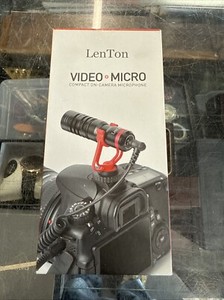 LenTon
VIDEO MICRO
COMPACT ON-CAMERA MICROPHONE